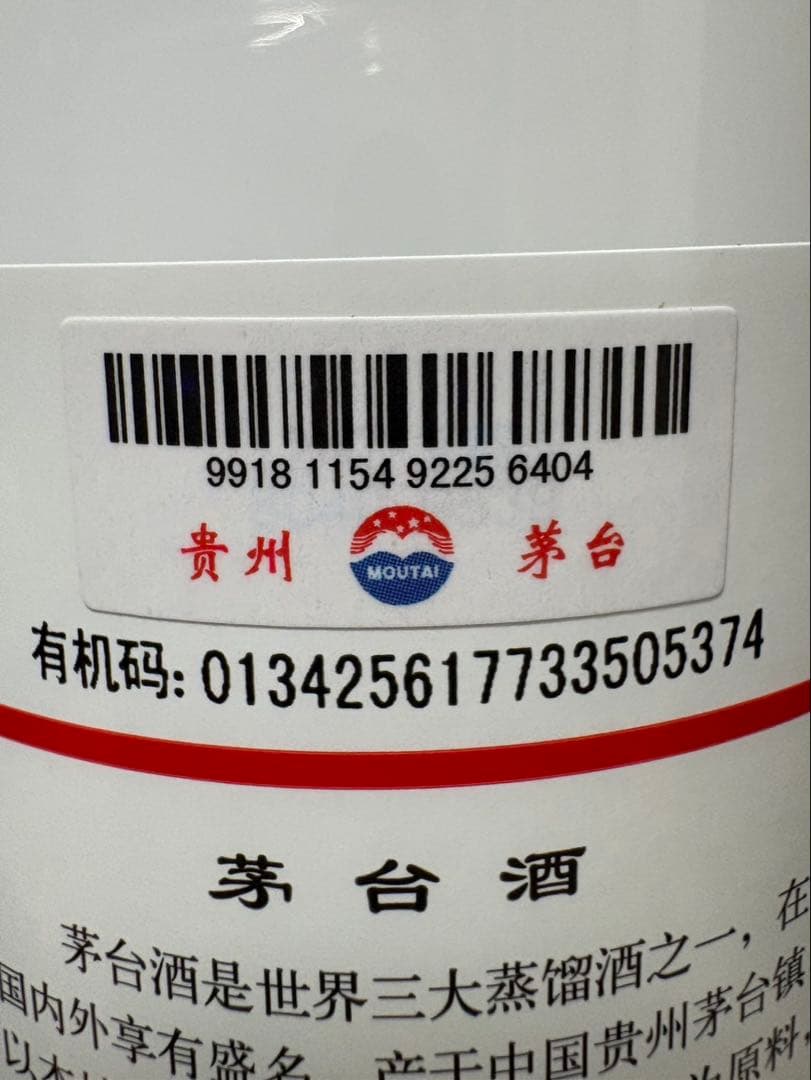 9918 1154 9225 6404
贵州 MOUTAI 茅台
有机码:013425617733505374
茅台酒
茅台酒是世界三大蒸馏酒之一,在
国内外享有盛名。产于中国贵州茅台镇
原料,